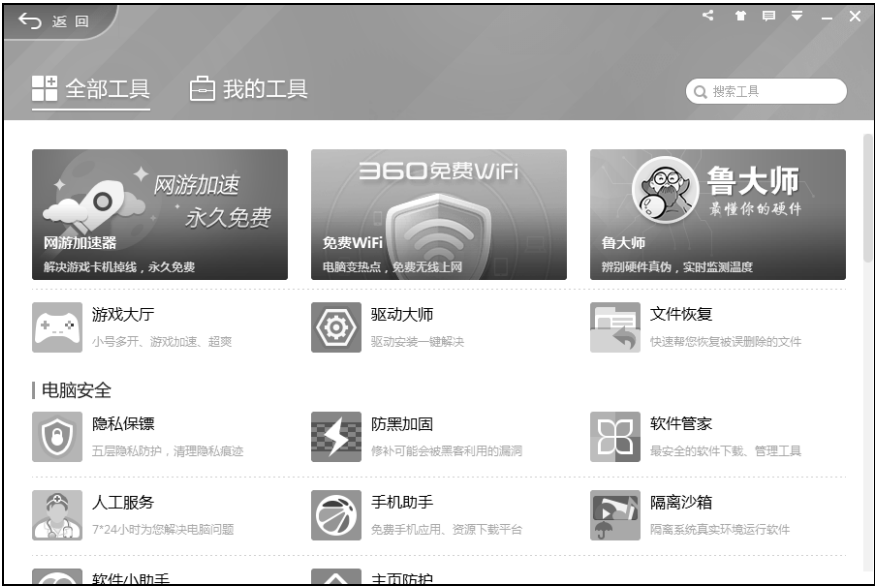 返回
全部工具
我的工具
搜索工具
网游加速
永久免费
网游加速器
解决游戏卡机掉线，永久免费
360免费WiFi
免费WiFi
电脑变热点，免费无线上网
鲁大师
最懂你的硬件
鲁大师
辨别硬件真伪，实时监测温度
游戏大厅
小号多开、游戏加速、超爽
驱动大师
驱动安装一键解决
文件恢复
快速帮您恢复被误删除的文件
电脑安全
隐私保镖
五层隐私防护，清理隐私痕迹
防黑加固
修补可能会被黑客利用的漏洞
软件管家
最安全的软件下载、管理工具
人工服务
7*24小时为您解决电脑问题
手机助手
免费手机应用、资源下载平台
隔离沙箱
隔离系统真实环境运行软件
软件小助手
主页防护